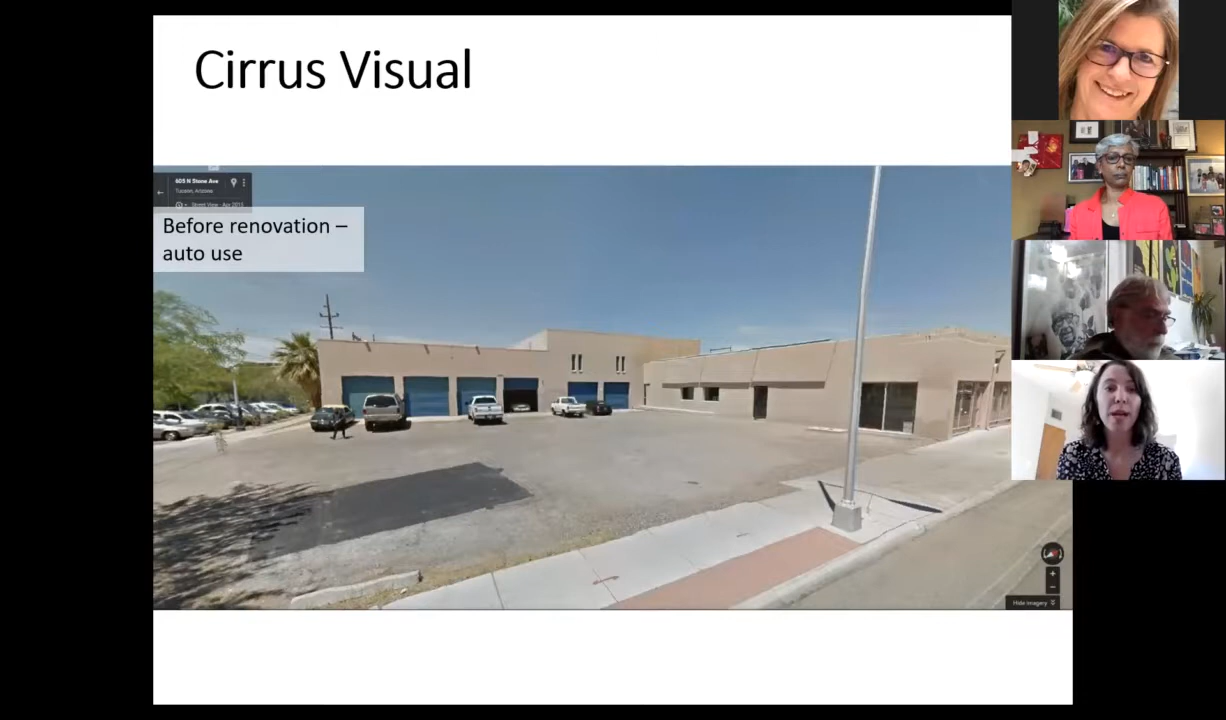 Cirrus Visual
605 N Stone Ave
Tucson, Arizona
Street View - Apr 2015
Before renovation –
auto use
Hide imagery